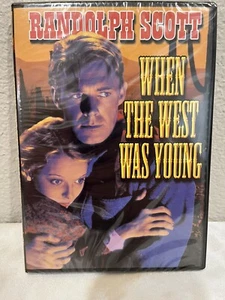 RANDOLPH SCOTT
WHEN
THE WEST
WAS YOUNG